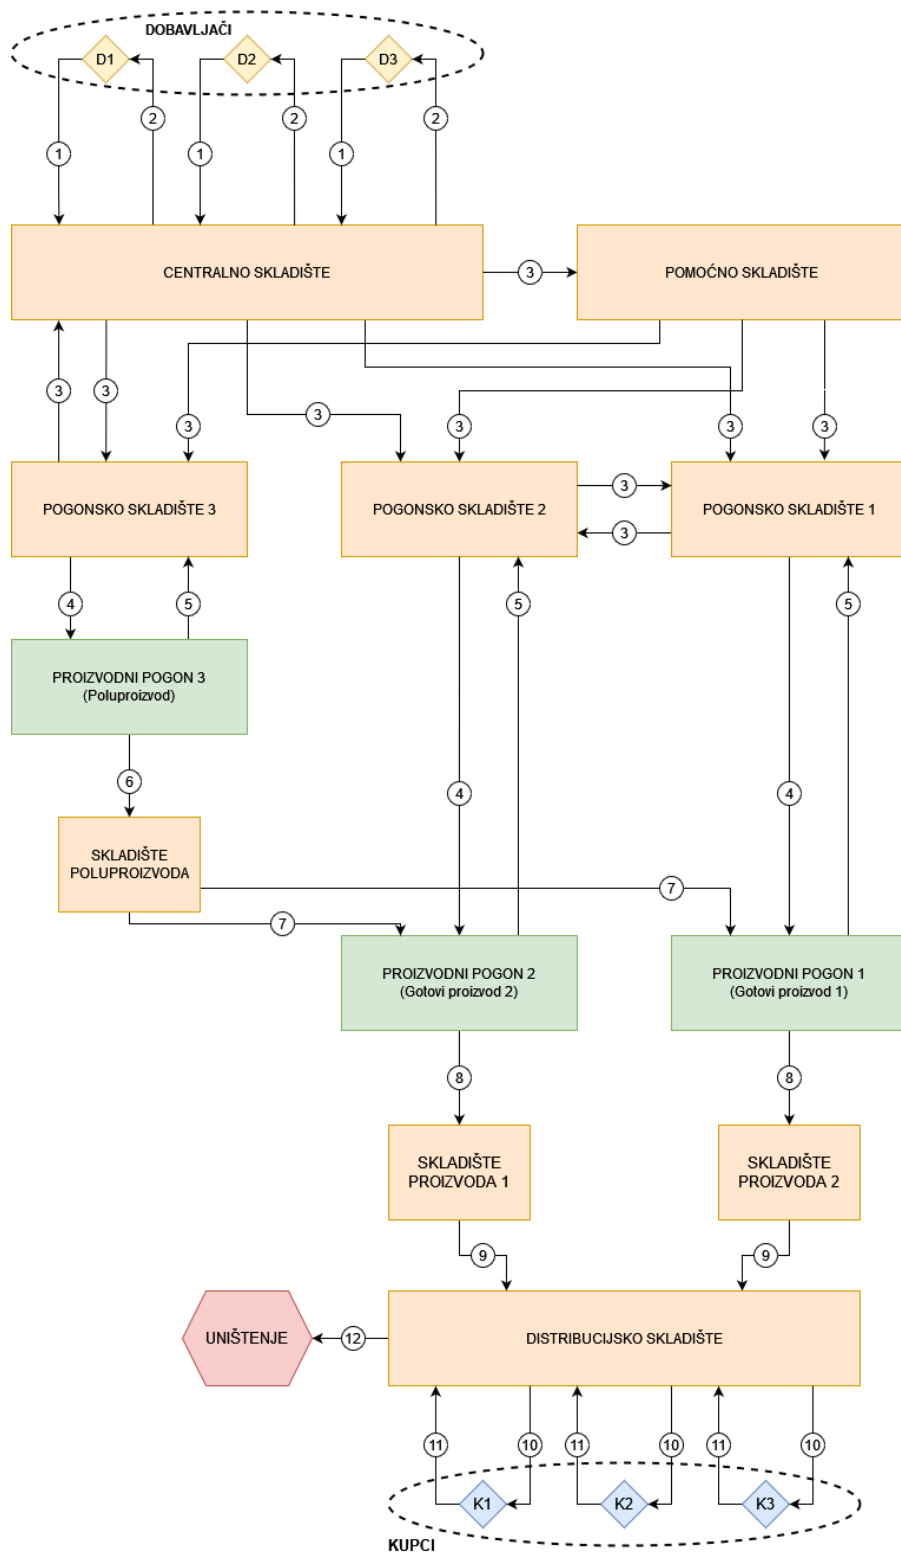 DOBAVLJAČI
D1
D2
D3
2
2
2
1
1
1
CENTRALNO SKLADIŠTE
3
POMOĆNO SKLADIŠTE
3
3
3
3
3
3
3
POGONSKO SKLADIŠTE 3
POGONSKO SKLADIŠTE 2
3
3
POGONSKO SKLADIŠTE 1
4
5
5
5
PROIZVODNI POGON 3
(Poluproizvod)
6
4
4
SKLADIŠTE
POLUPROIZVODA
7
7
PROIZVODNI POGON 2
(Gotovi proizvod 2)
PROIZVODNI POGON 1
(Gotovi proizvod 1)
8
8
SKLADIŠTE
PROIZVODA 1
SKLADIŠTE
PROIZVODA 2
9
9
UNIŠTENJE
12
DISTRIBUCIJSKO SKLADIŠTE
11
10
11
10
11
10
K1
K2
K3
KUPCI